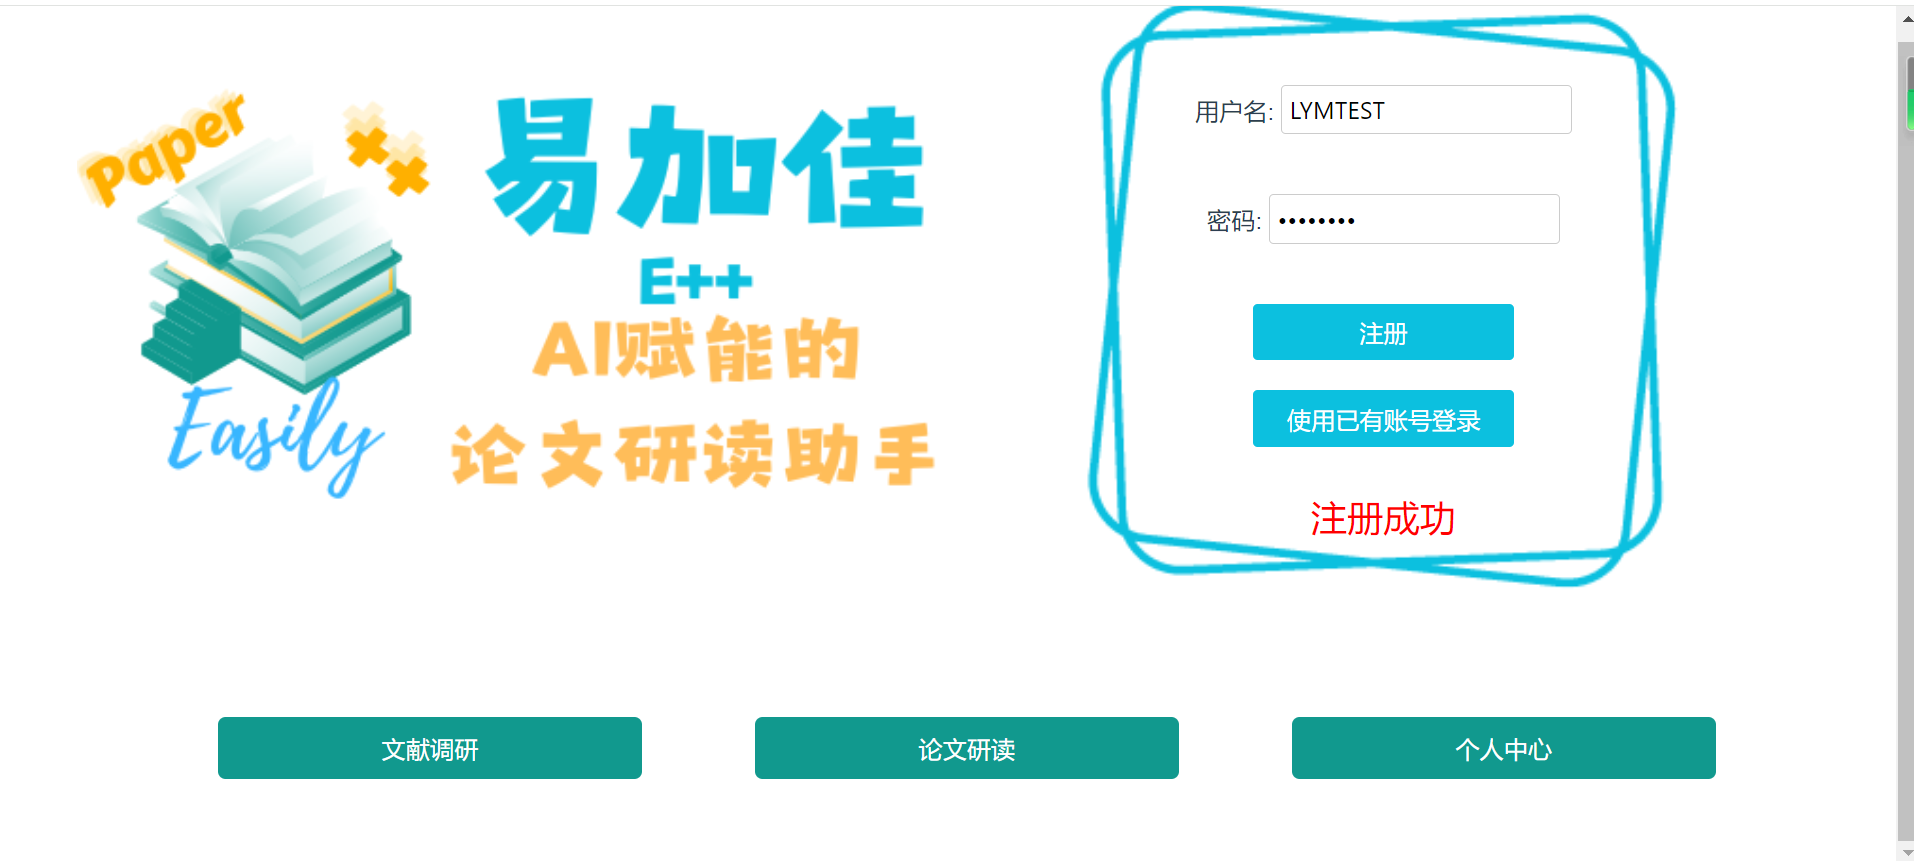 Paper
Easily
易加佳
E++
AI赋能的
论文研读助手
用户名: LYMTEST
密码: ••••••••
注册
使用已有账号登录
注册成功
文献调研
论文研读
个人中心